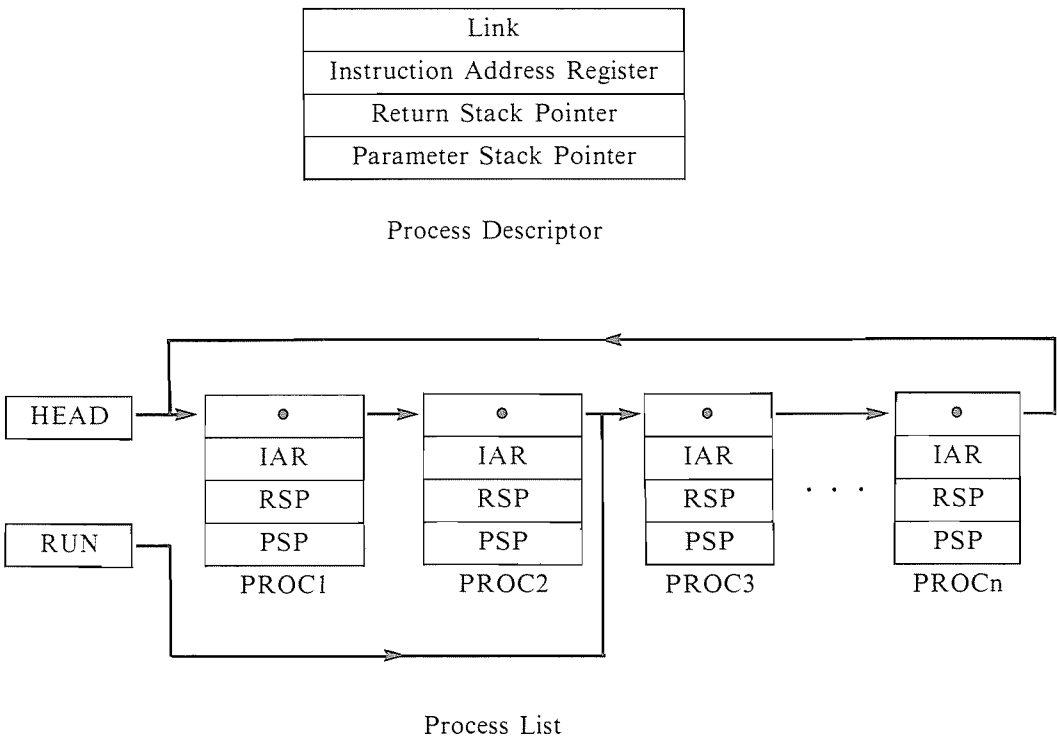 Link
Instruction Address Register
Return Stack Pointer
Parameter Stack Pointer
Process Descriptor
HEAD
IAR IAR IAR IAR
RSP RSP RSP . . . RSP
RUN PSP PSP PSP PSP
PROC1 PROC2 PROC3 PROCn
Process List